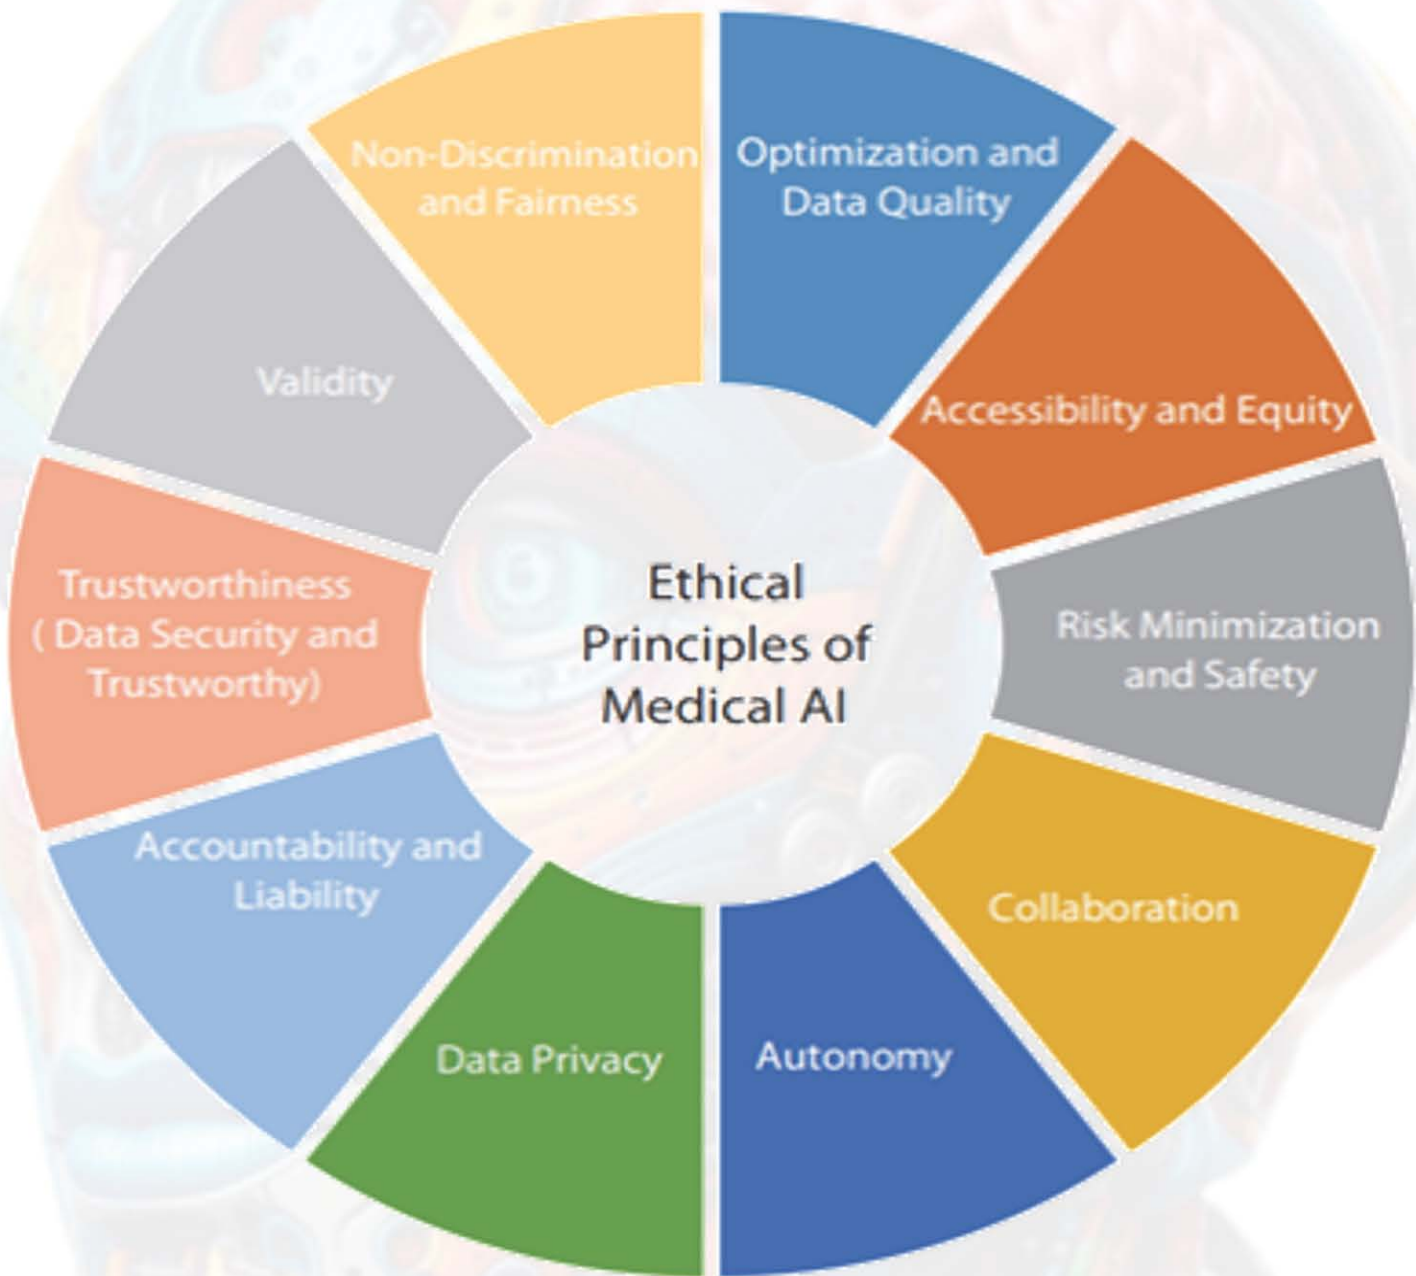 Non-Discrimination
and Fairness
Optimization and
Data Quality
Accessibility and Equity
Risk Minimization
and Safety
Collaboration
Autonomy
Data Privacy
Accountability and
Liability
Trustworthiness
( Data Security and
Trustworthy)
Validity
Ethical
Principles of
Medical AI